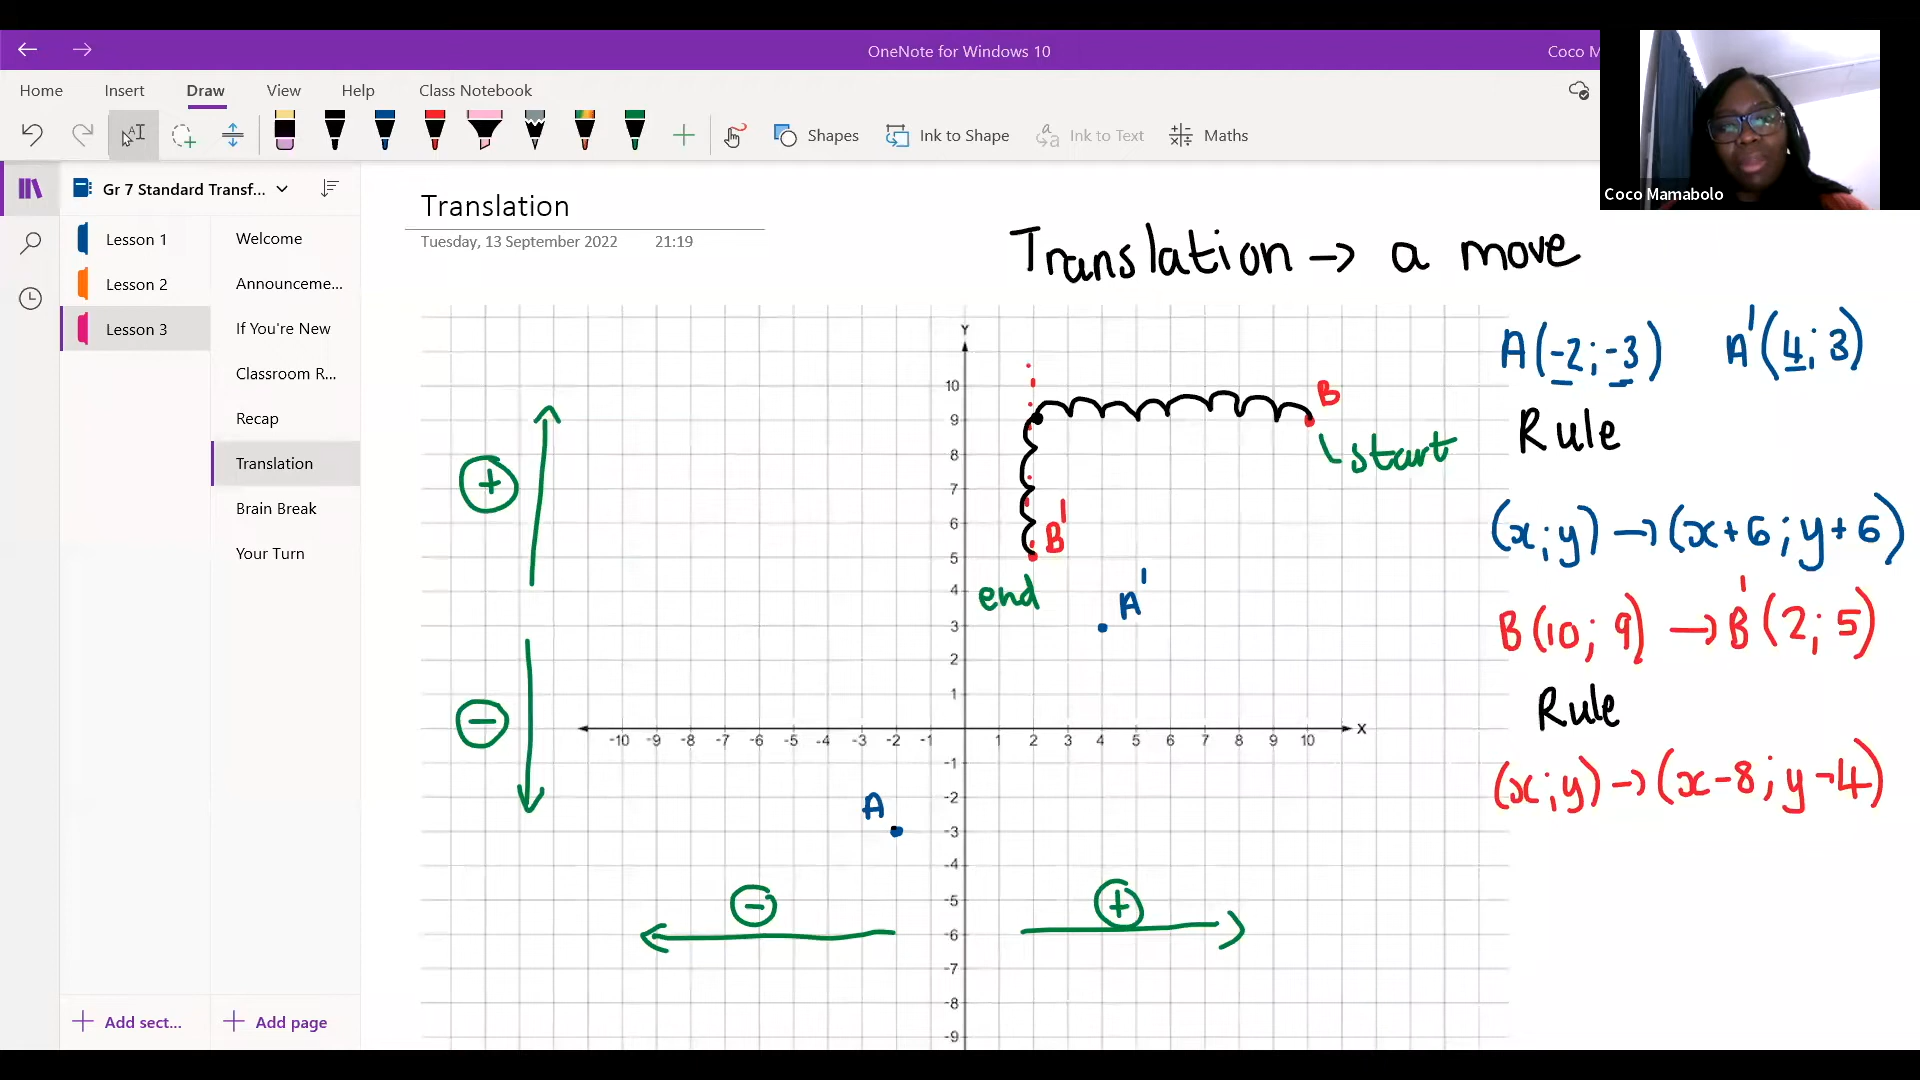 OneNote for Windows 10
Coco M
Home Insert Draw View Help Class Notebook
Shapes Ink to Shape Ink to Text Maths
Coco Mamabolo
Gr 7 Standard Transf...
Lesson 1
Lesson 2
Lesson 3
Welcome
Announceme...
If You're New
Classroom R...
Recap
Translation
Brain Break
Your Turn
Add sect...
Add page
Translation
Tuesday, 13 September 2022 21:19
Translation → a move
A(-2;-3) A'(4;3)
Rule
(x;y) → (x+6;y+6)
B(10;9) → B'(2;5)
Rule
(x;y) → (x-8;y-4)
Y
10
9
8
7
6
5
4
3
2
1
B
start
B'
end
A'
+
-
-10 -9 -8 -7 -6 -5 -4 -3 -2 -1 1 2 3 4 5 6 7 8 9 10 X
-1
-2
-3
-4
-5
-6
-7
-8
-9
A
-
+